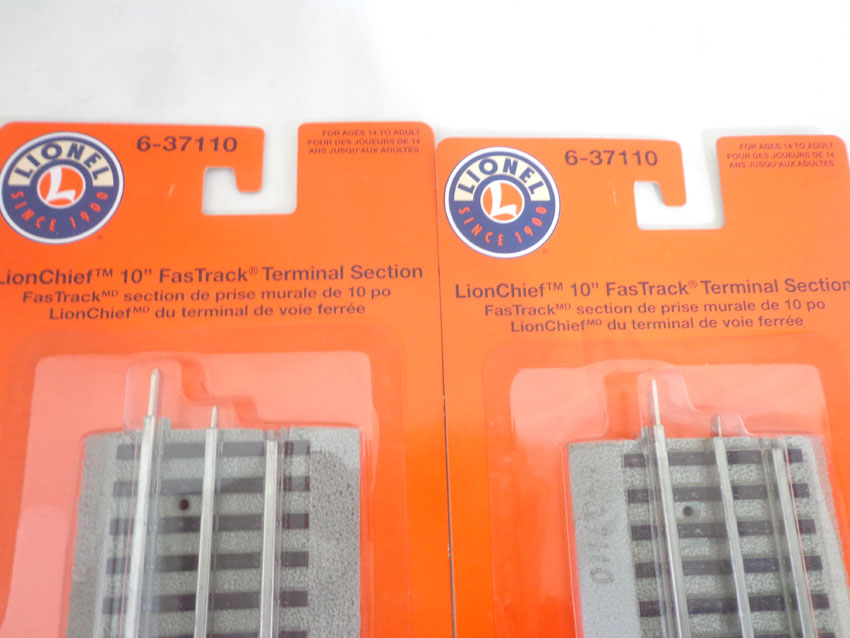 LIONEL
L
SINCE 1900
6-37110
FOR AGES 14 TO ADULT
POUR DES JOUEURS DE 14
ANS JUSQU'AUX ADULTES
LionChief™ 10" FasTrack® Terminal Section
FasTrackᴹᴰ section de prise murale de 10 po
LionChiefᴹᴰ du terminal de voie ferrée
LIONEL
L
SINCE 1900
6-37110
FOR AGES 14 TO ADULT
POUR DES JOUEURS DE 14
ANS JUSQU'AUX ADULTES
LionChief™ 10" FasTrack® Terminal Section
FasTrackᴹᴰ section de prise murale de 10 po
LionChiefᴹᴰ du terminal de voie ferrée